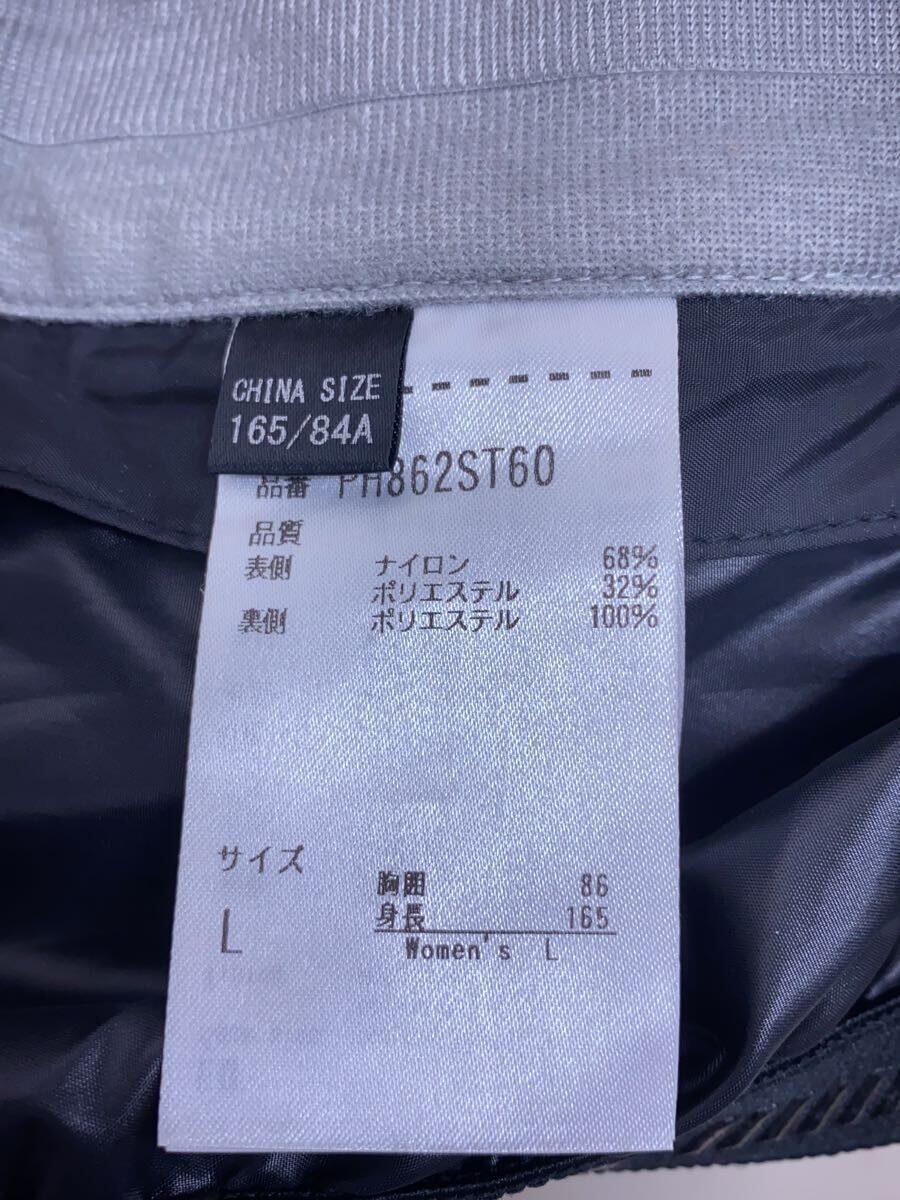 CHINA SIZE
165/84A
品番 PH862ST60
品質
表側 ナイロン 68%
ポリエステル 32%
裏側 ポリエステル 100%
サイズ
胸囲 86
身長 165
L
Women's L